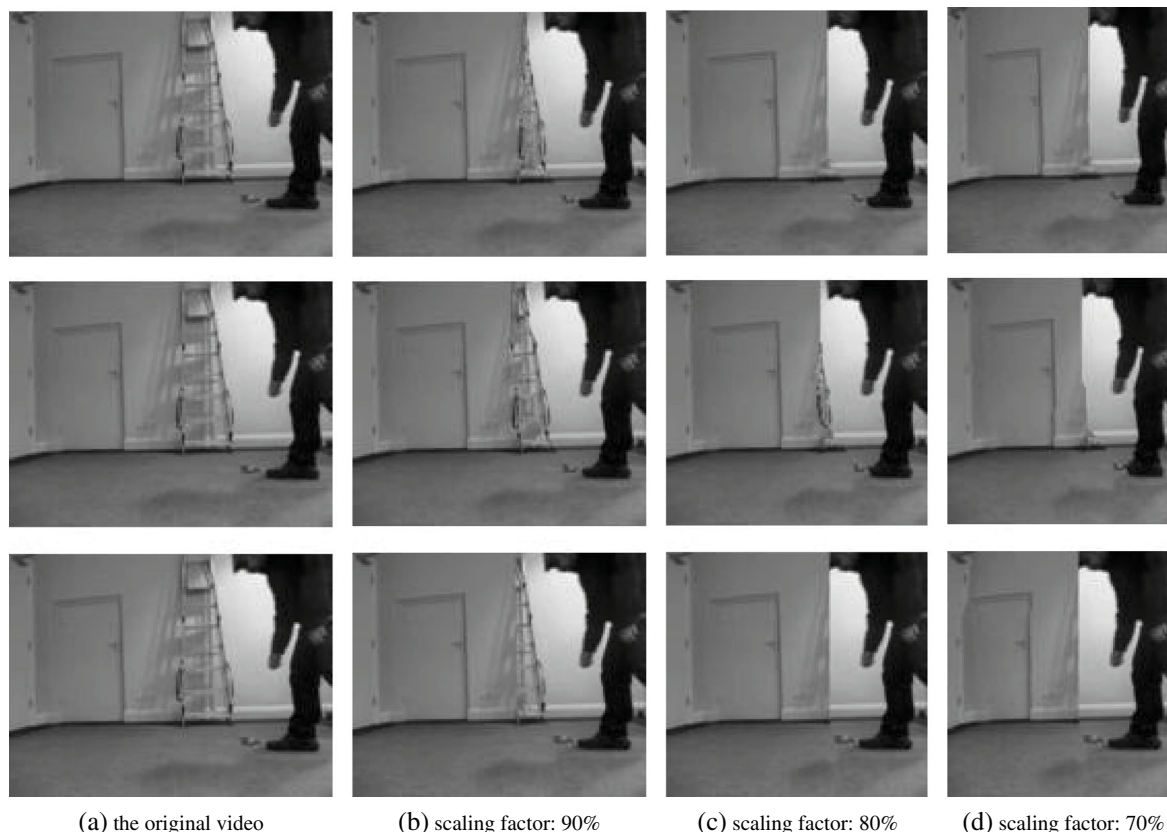 (a) the original video
(b) scaling factor: 90%
(c) scaling factor: 80%
(d) scaling factor: 70%